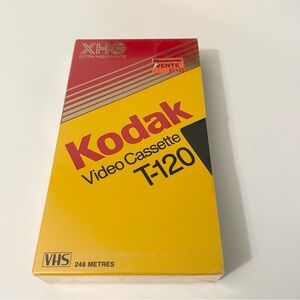 XHG
EXTRA HIGH GRADE
VENTE
Kodak
Video Cassette
T-120
VHS
248 METRES